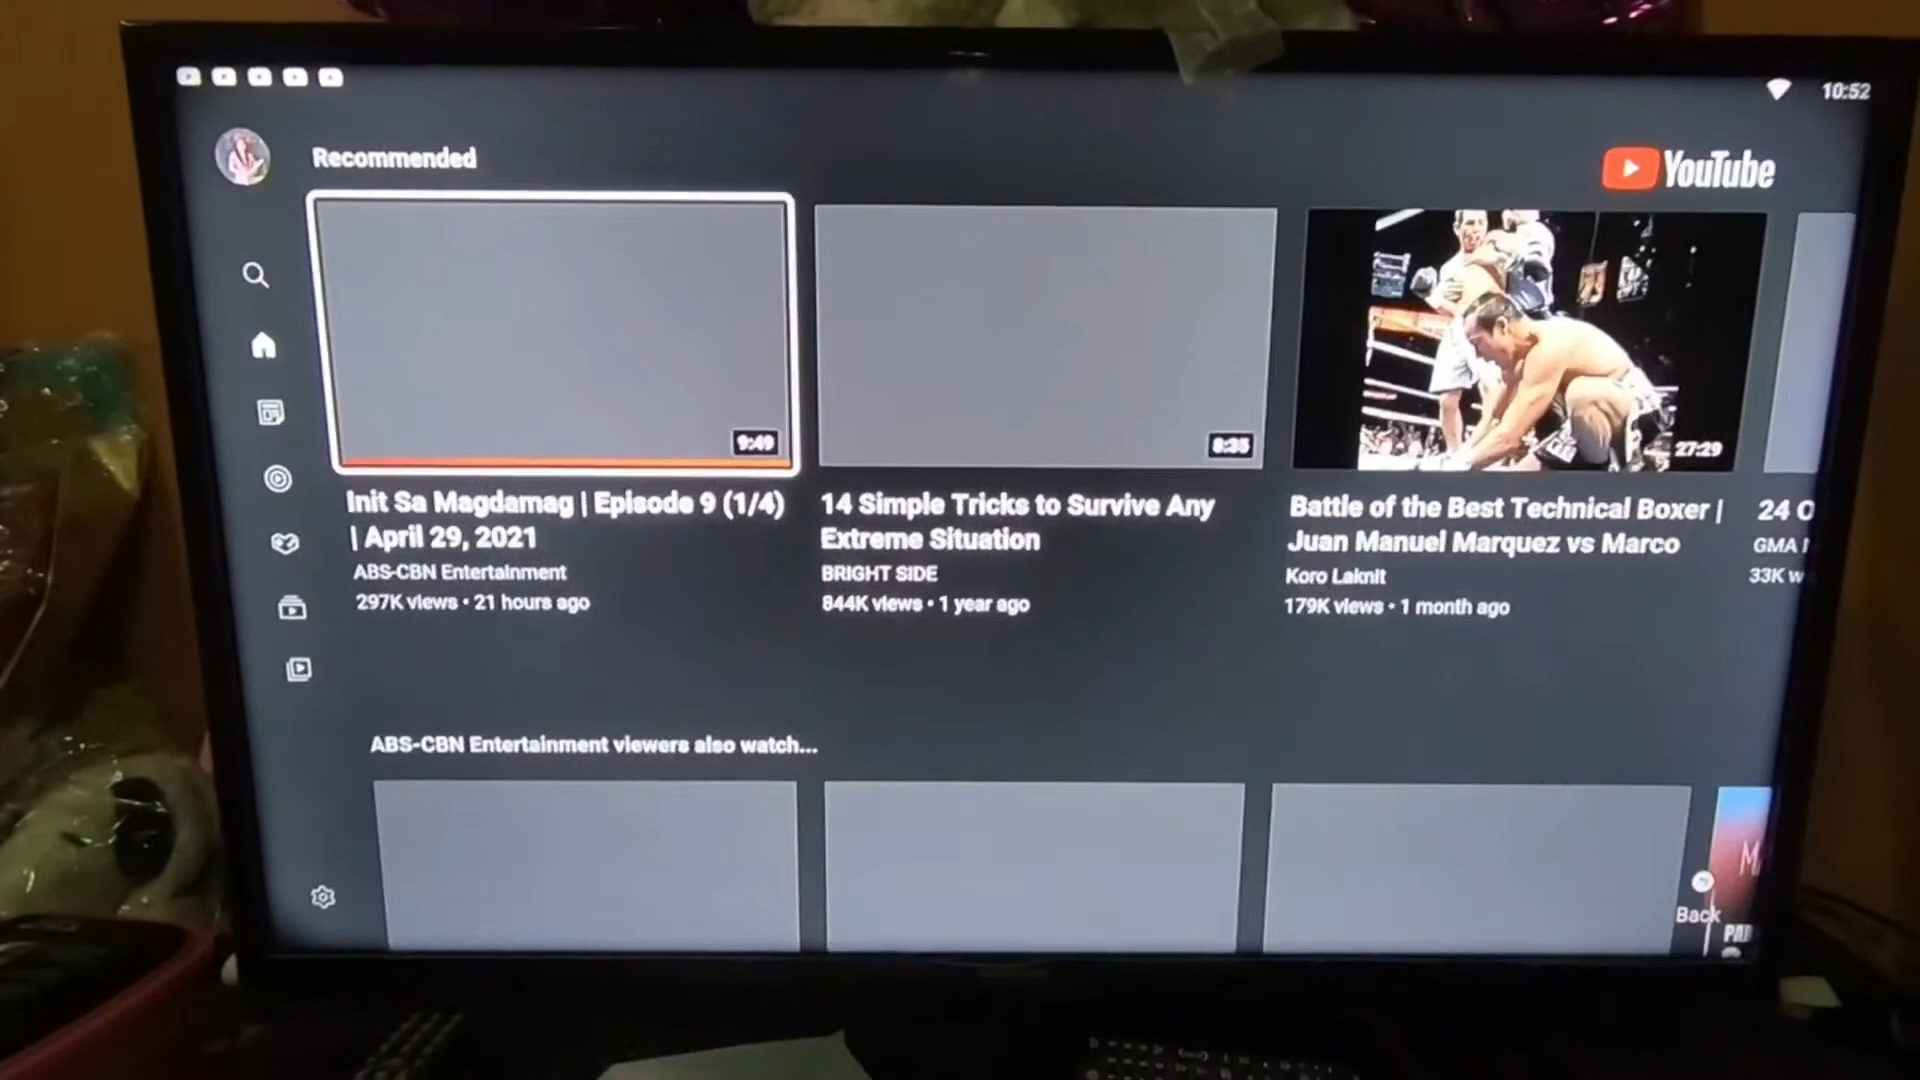 10:52
Recommended
YouTube
9:49
8:35
27:29
Init Sa Magdamag | Episode 9 (1/4)
| April 29, 2021
ABS-CBN Entertainment
297K views • 21 hours ago
14 Simple Tricks to Survive Any
Extreme Situation
BRIGHT SIDE
844K views • 1 year ago
Battle of the Best Technical Boxer |
Juan Manuel Marquez vs Marco
Koro Laknit
179K views • 1 month ago
24 O
GMA
33K
ABS-CBN Entertainment viewers also watch...
Back